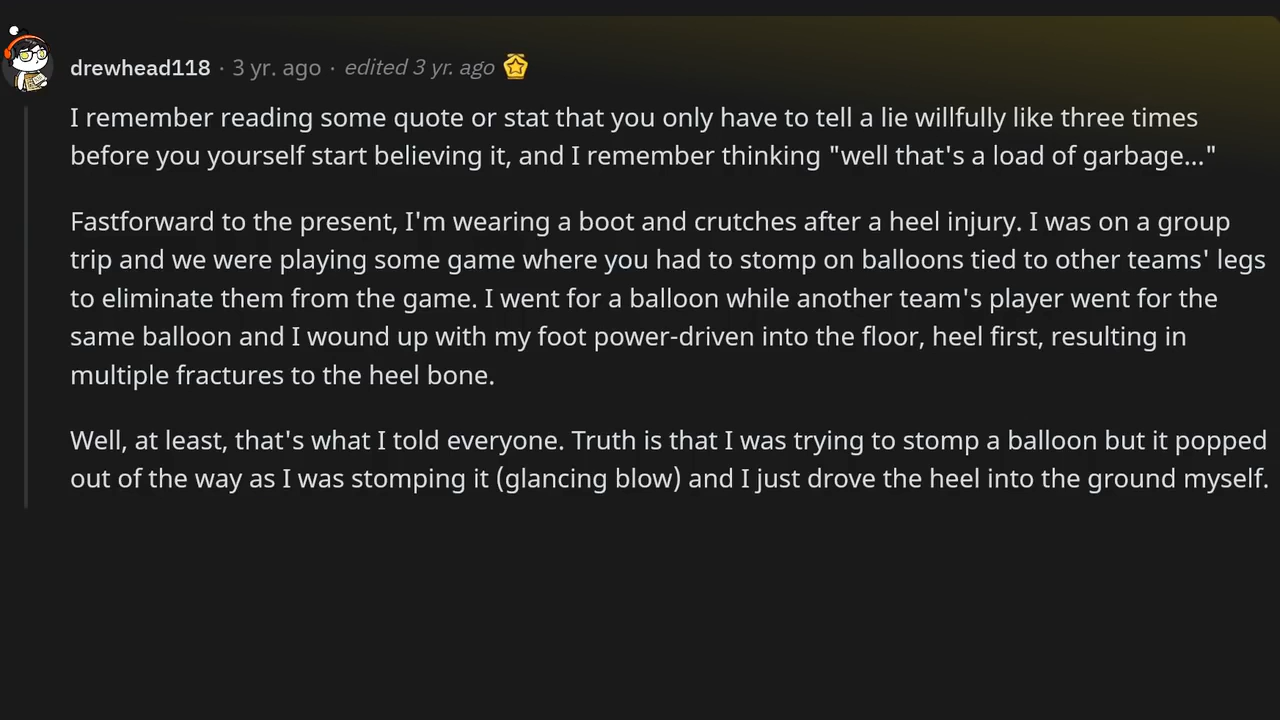 drewhead118 · 3 yr. ago · edited 3 yr. ago
I remember reading some quote or stat that you only have to tell a lie willfully like three times
before you yourself start believing it, and I remember thinking "well that's a load of garbage..."
Fastforward to the present, I'm wearing a boot and crutches after a heel injury. I was on a group
trip and we were playing some game where you had to stomp on balloons tied to other teams' legs
to eliminate them from the game. I went for a balloon while another team's player went for the
same balloon and I wound up with my foot power-driven into the floor, heel first, resulting in
multiple fractures to the heel bone.
Well, at least, that's what I told everyone. Truth is that I was trying to stomp a balloon but it popped
out of the way as I was stomping it (glancing blow) and I just drove the heel into the ground myself.